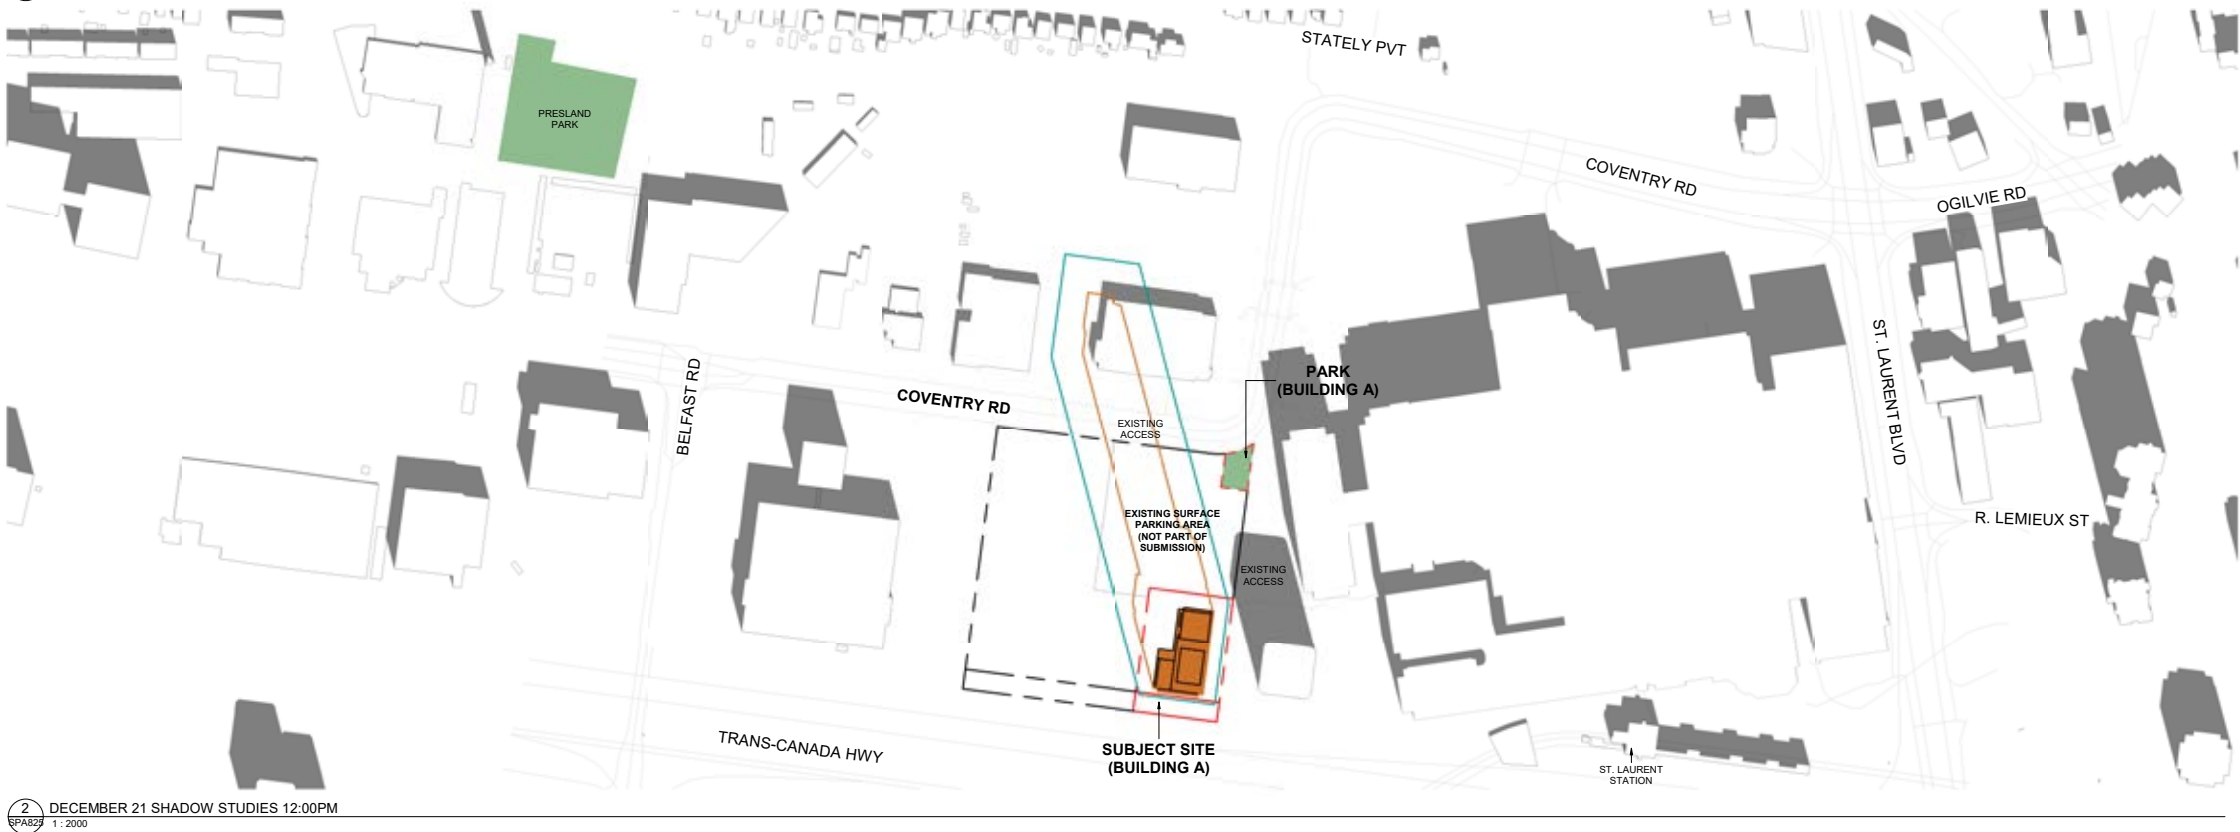 STATELY PVT
PRESLAND
PARK
COVENTRY RD
OGILVIE RD
ST. LAURENT BLVD
BELFAST RD
COVENTRY RD
PARK
(BUILDING A)
EXISTING
ACCESS
EXISTING SURFACE
PARKING AREA
(NOT PART OF
SUBMISSION)
EXISTING
ACCESS
R. LEMIEUX ST
TRANS-CANADA HWY
SUBJECT SITE
(BUILDING A)
ST. LAURENT
STATION
2
SPA825
DECEMBER 21 SHADOW STUDIES 12:00PM
1 : 2000